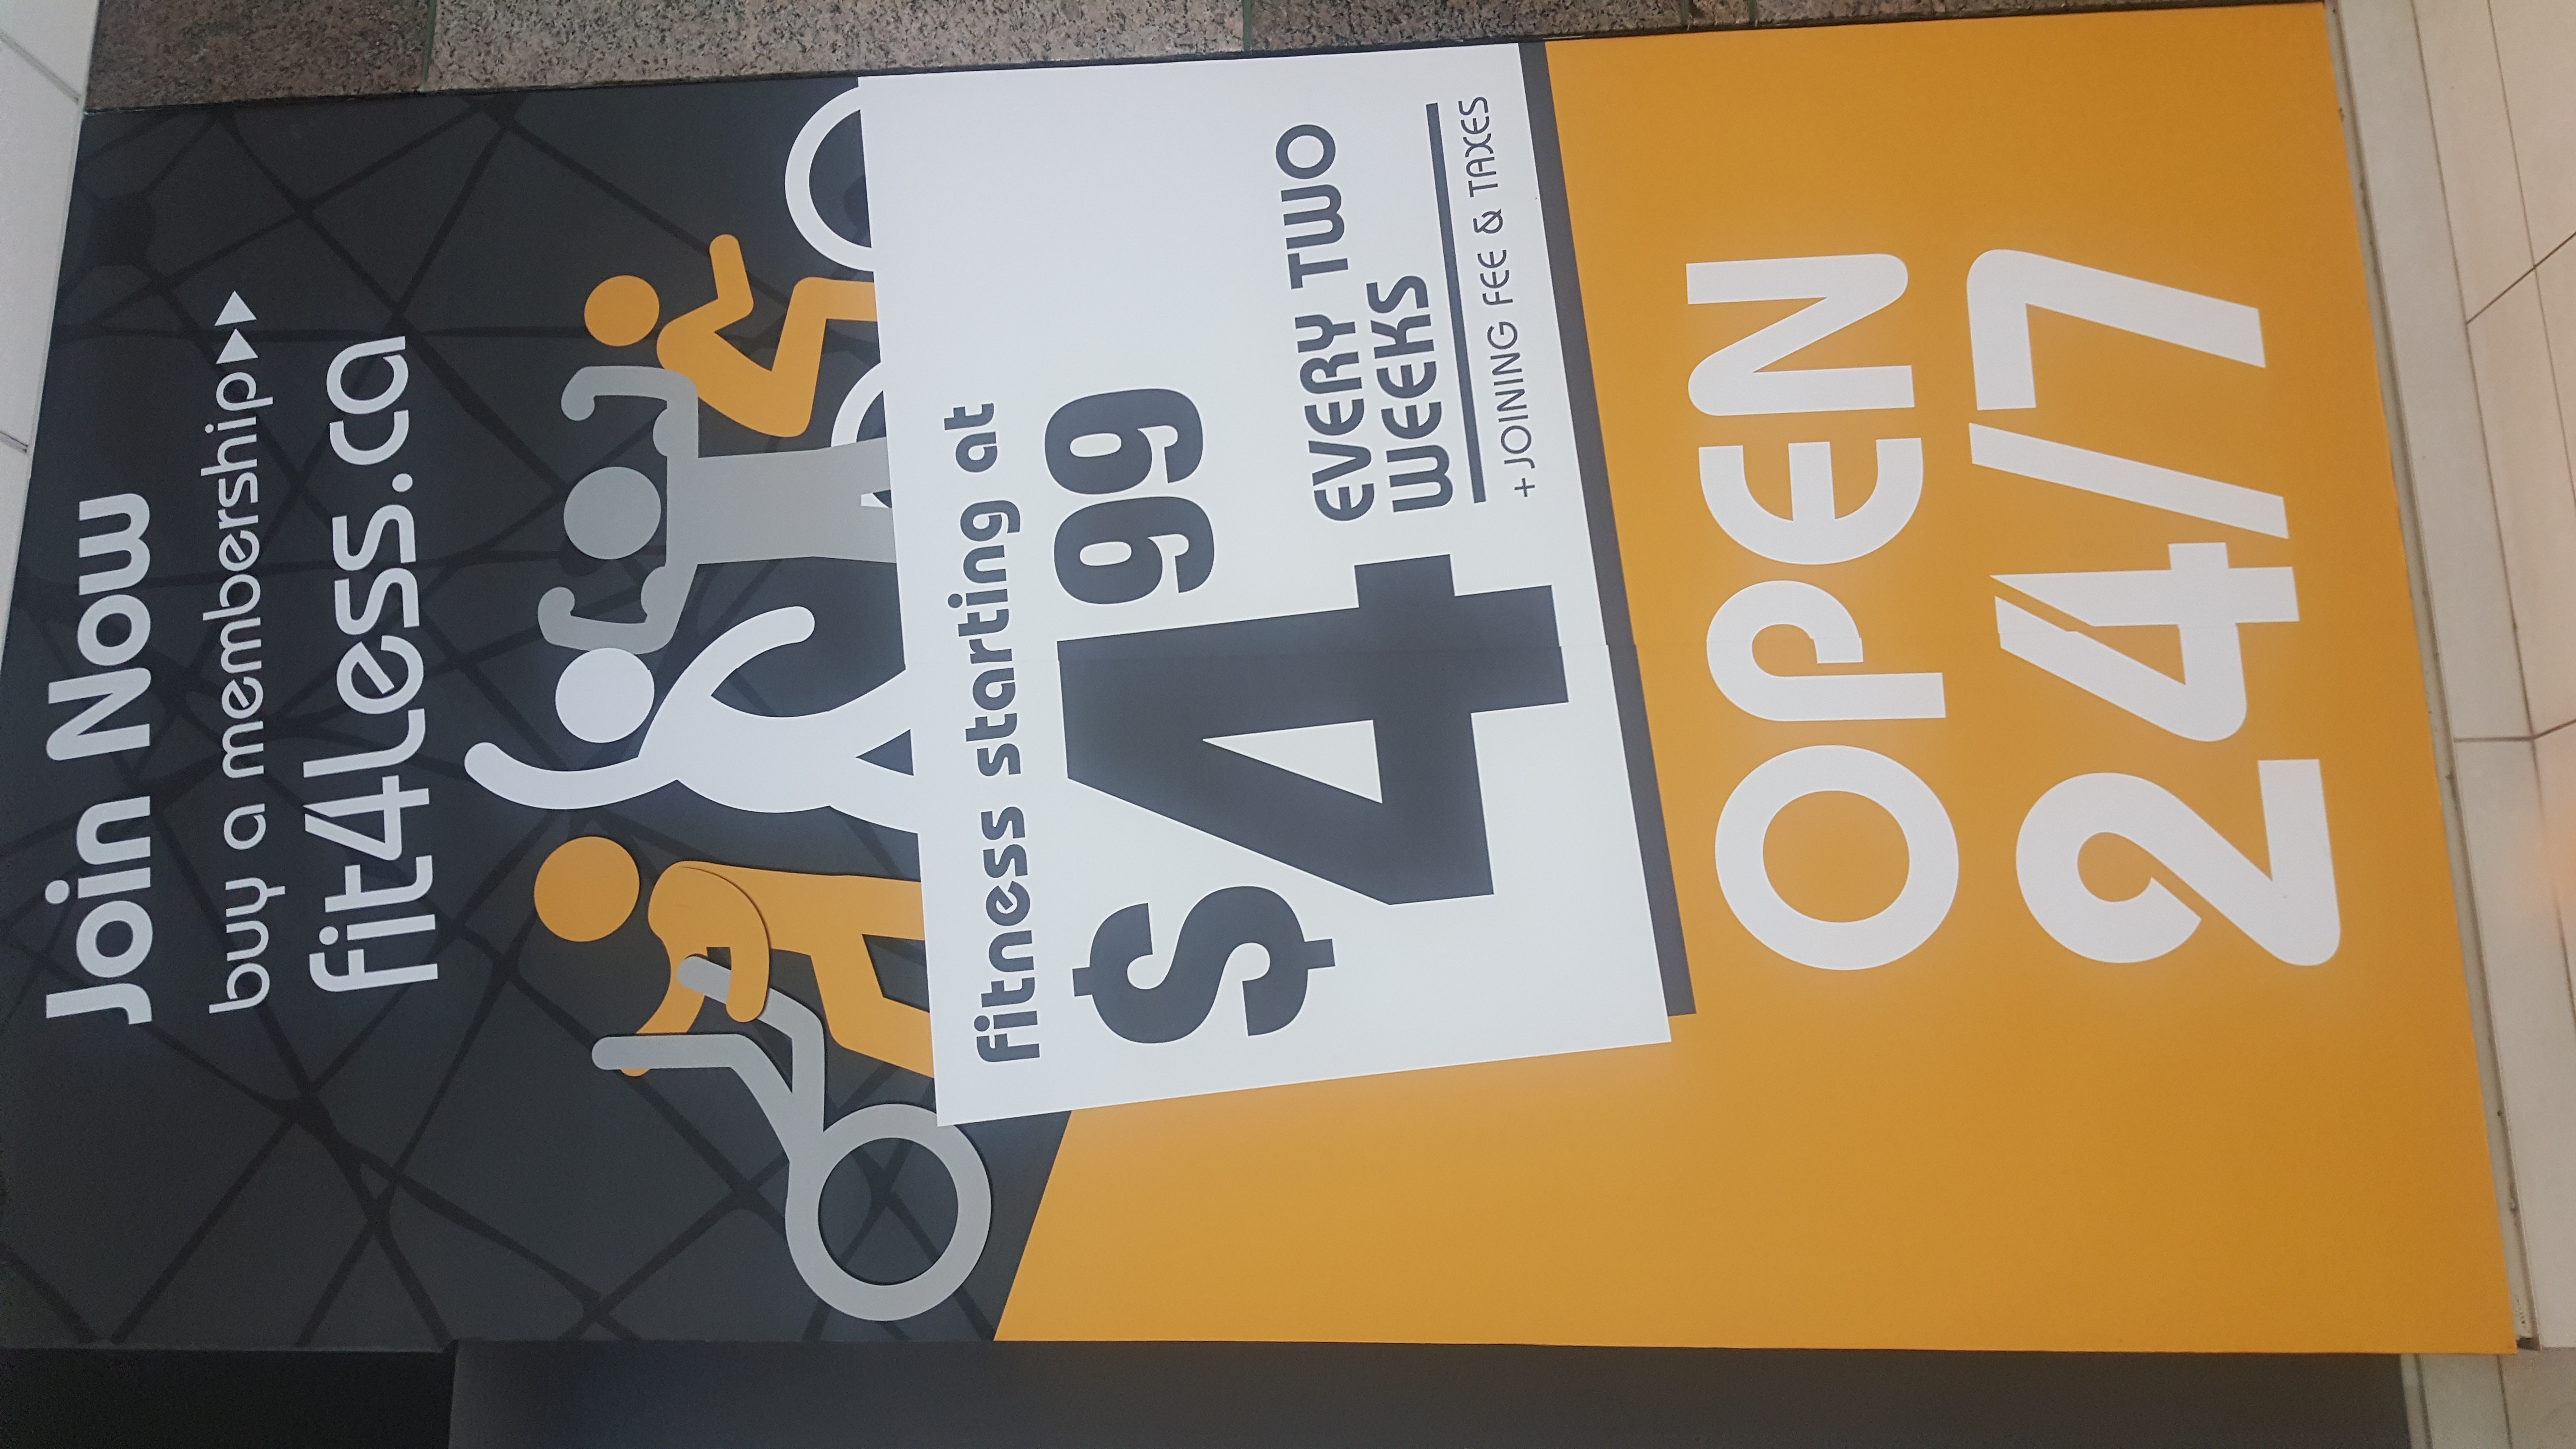 Join Now
buy a membership▶▶
fit4less.ca
fitness starting at
$4 99
EVERY TWO
WEEKS
+ JOINING FEE & TAXES
OPEN
24/7